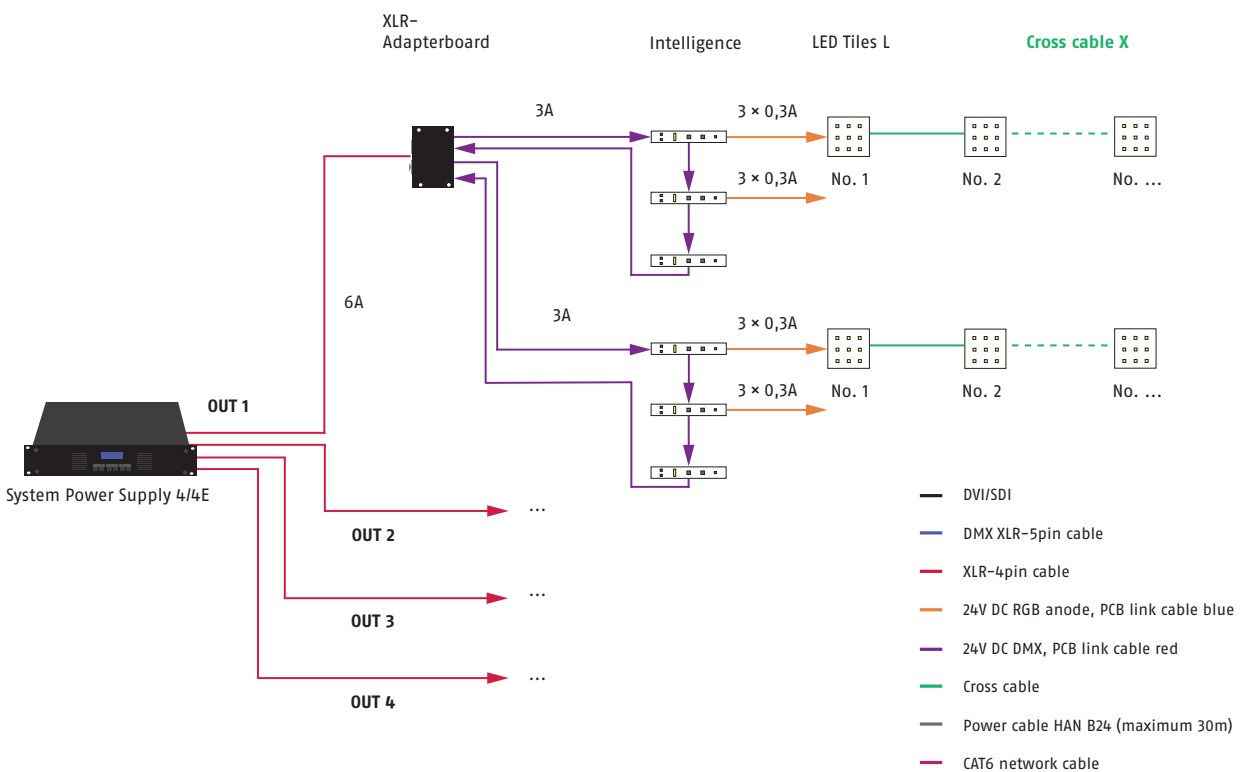 XLR-
Adapterboard
Intelligence
LED Tiles L
Cross cable X
3A
3 × 0,3A
No. 1
No. 2
No. ...
3 × 0,3A
6A
3A
3 × 0,3A
No. 1
No. 2
No. ...
3 × 0,3A
OUT 1
System Power Supply 4/4E
...
OUT 2
...
OUT 3
...
OUT 4
DVI/SDI
DMX XLR-5pin cable
XLR-4pin cable
24V DC RGB anode, PCB link cable blue
24V DC DMX, PCB link cable red
Cross cable
Power cable HAN B24 (maximum 30m)
CAT6 network cable